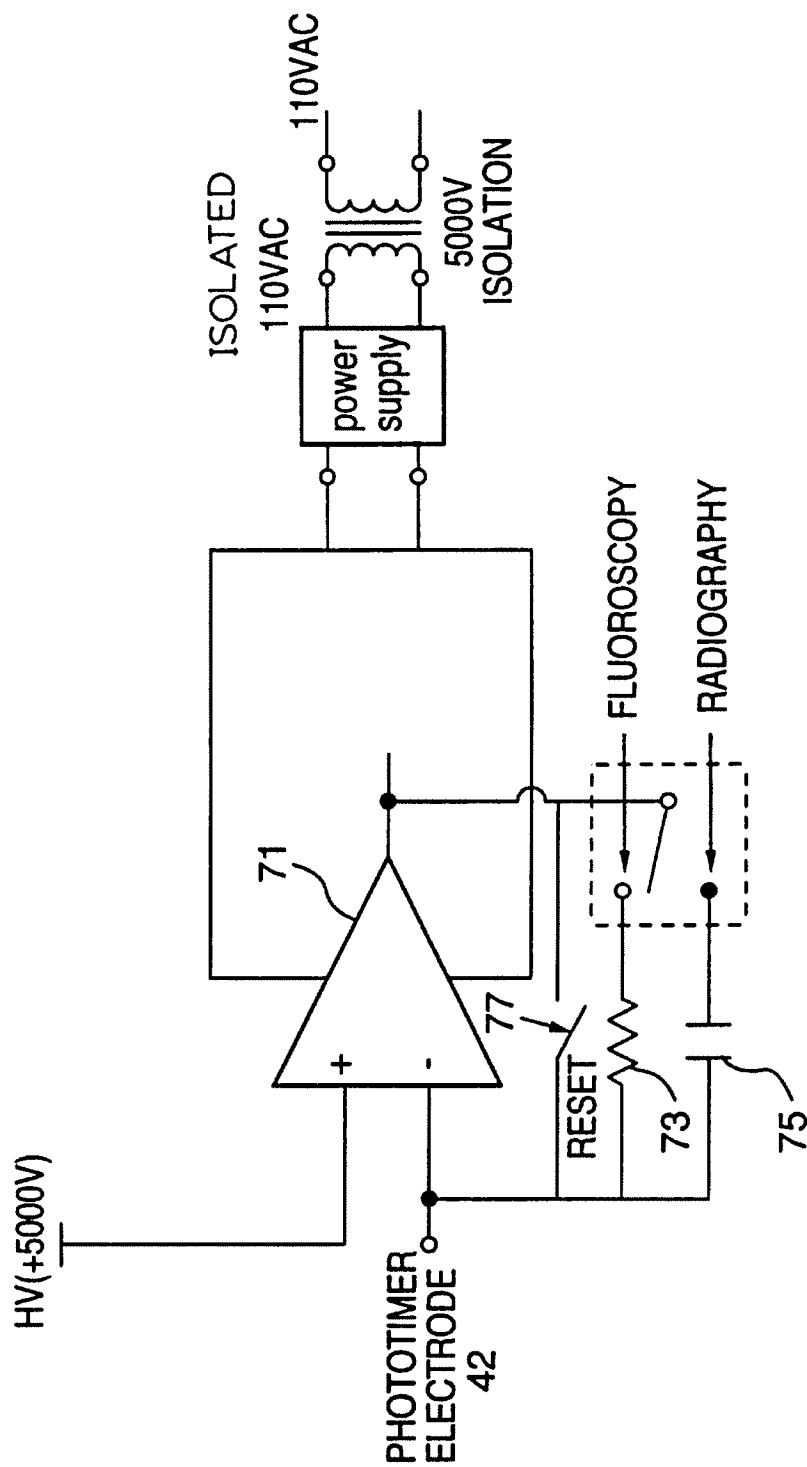 HV(+5000V)
ISOLATED
110VAC
110VAC
power
supply
5000V
ISOLATION
71
+
-
PHOTOTIMER
ELECTRODE
42
77
RESET
73
75
FLUOROSCOPY
RADIOGRAPHY